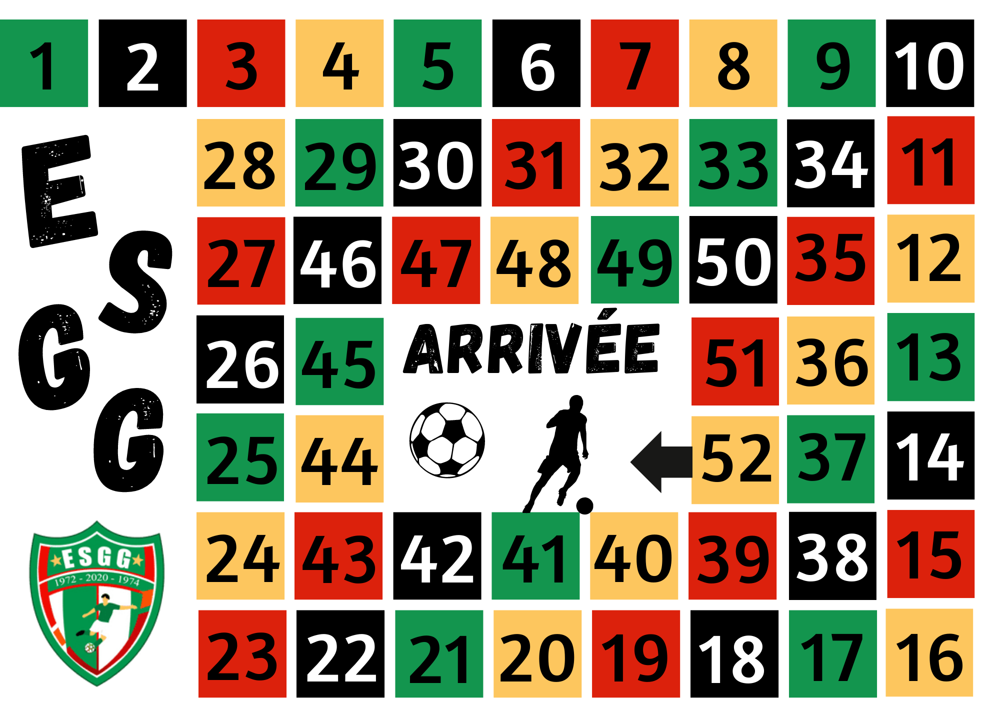 1 2 3 4 5 6 7 8 9 10
28 29 30 31 32 33 34 11
27 46 47 48 49 50 35 12
26 45 ARRIVÉE 51 36 13
25 44 52 37 14
24 43 42 41 40 39 38 15
23 22 21 20 19 18 17 16
E
S
G
G
ESGG
1972 - 2020 - 1974